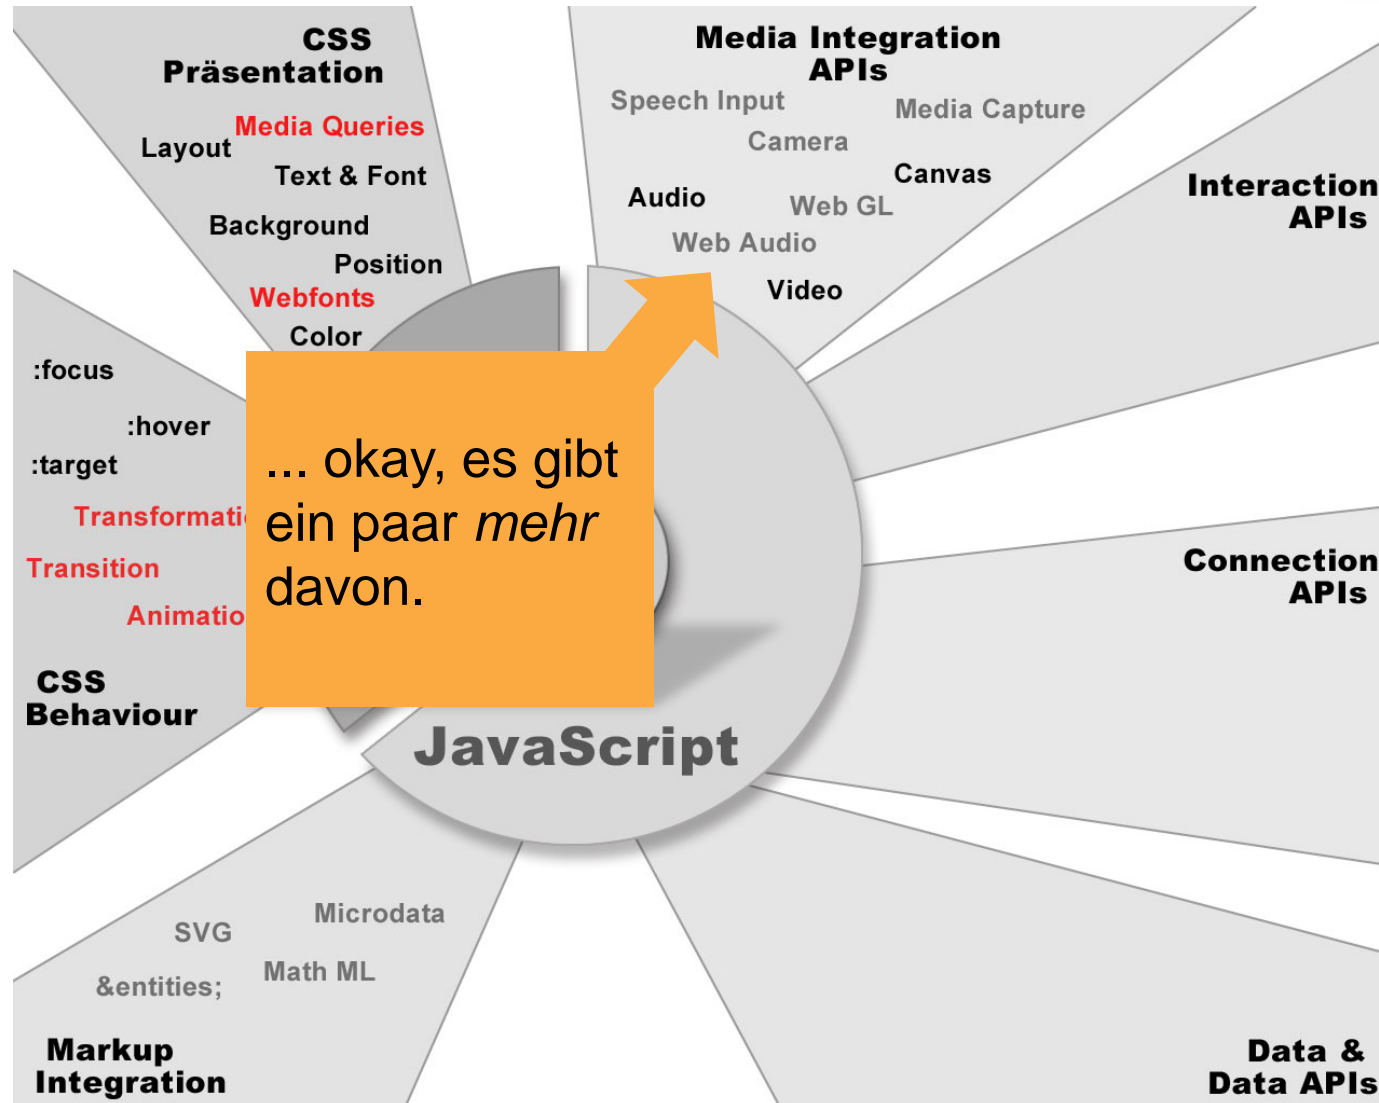 CSS
Präsentation
Media Queries
Layout
Text & Font
Background
Position
Webfonts
Color
Media Integration
APIs
Speech Input
Media Capture
Camera
Canvas
Audio
Web GL
Web Audio
Video
Interaction
APIs
:focus
:hover
:target
Transformati
Transition
Animatio
CSS
Behaviour
... okay, es gibt
ein paar mehr
davon.
Connection
APIs
JavaScript
Microdata
SVG
Math ML
&entities;
Markup
Integration
Data &
Data APIs